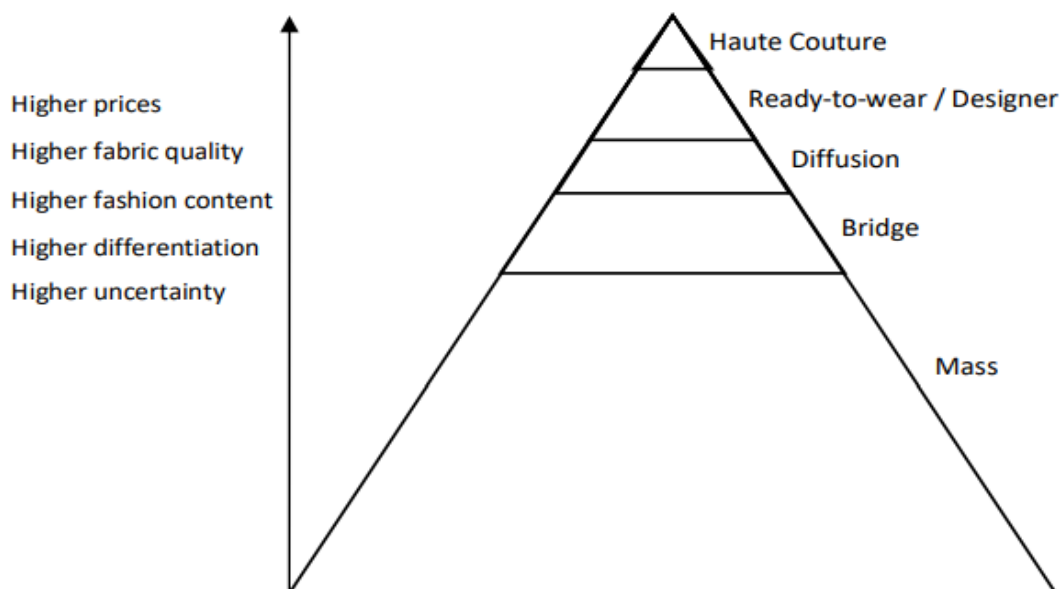 Haute Couture
Higher prices
Ready-to-wear / Designer
Higher fabric quality
Diffusion
Higher fashion content
Bridge
Higher differentiation
Higher uncertainty
Mass